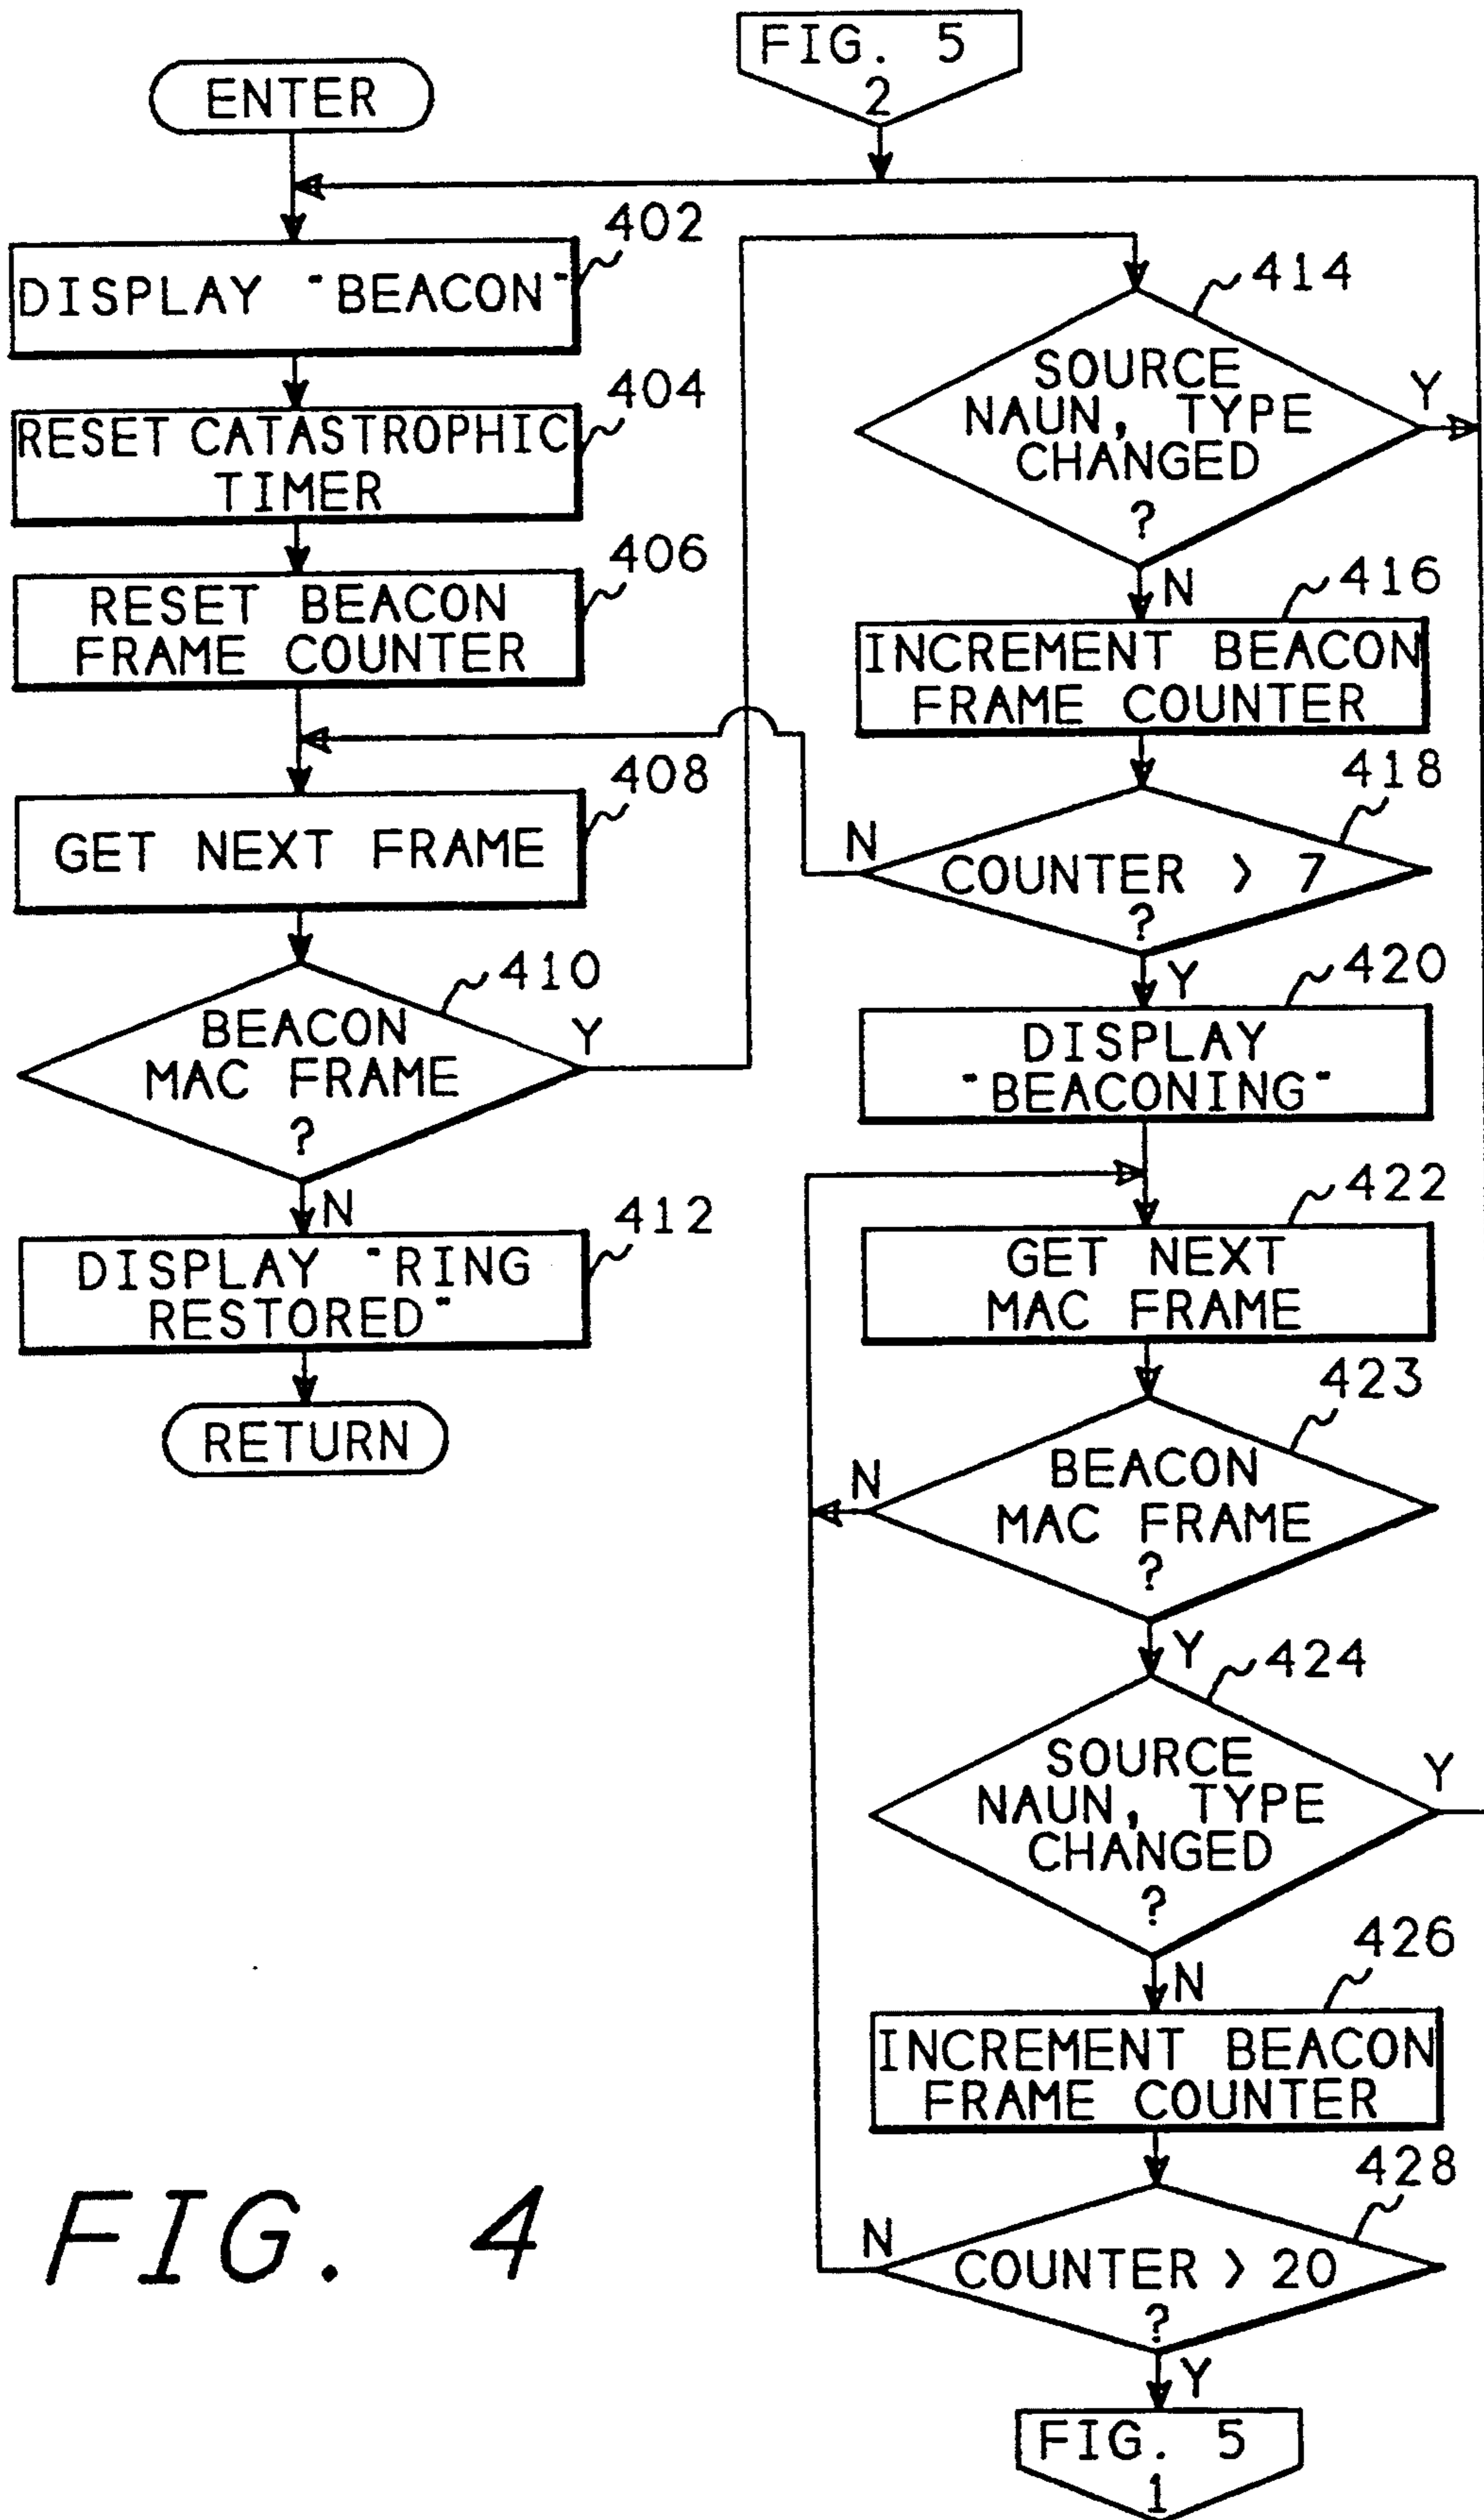 FIG. 5
2
ENTER
402
DISPLAY "BEACON"
404
RESET CATASTROPHIC
TIMER
406
RESET BEACON
FRAME COUNTER
408
GET NEXT FRAME
410
BEACON
MAC FRAME
?
Y
N
412
DISPLAY "RING
RESTORED"
RETURN
414
SOURCE
NAUN, TYPE
CHANGED
?
Y
N
416
INCREMENT BEACON
FRAME COUNTER
418
N
COUNTER > 7
?
Y
420
DISPLAY
"BEACONING"
422
GET NEXT
MAC FRAME
423
N
BEACON
MAC FRAME
?
Y
424
SOURCE
NAUN, TYPE
CHANGED
?
Y
N
426
INCREMENT BEACON
FRAME COUNTER
428
N
COUNTER > 20
?
Y
FIG. 5
1
FIG. 4